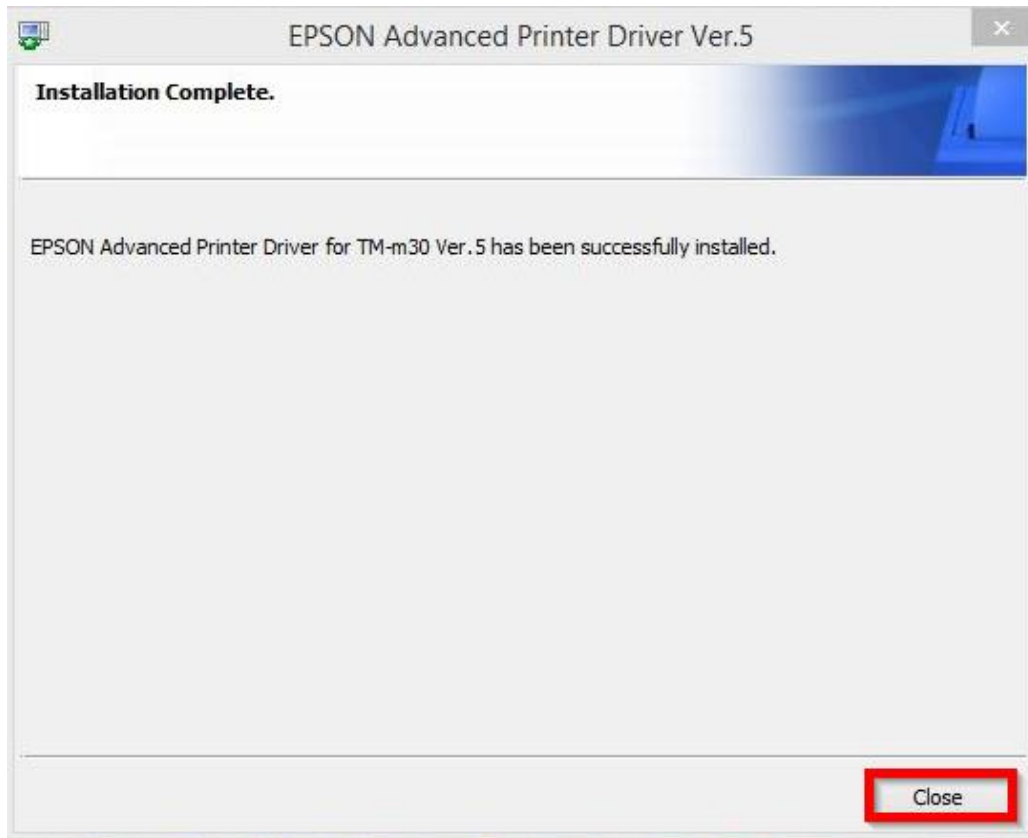 EPSON Advanced Printer Driver Ver.5
Installation Complete.
EPSON Advanced Printer Driver for TM-m30 Ver.5 has been successfully installed.
Close